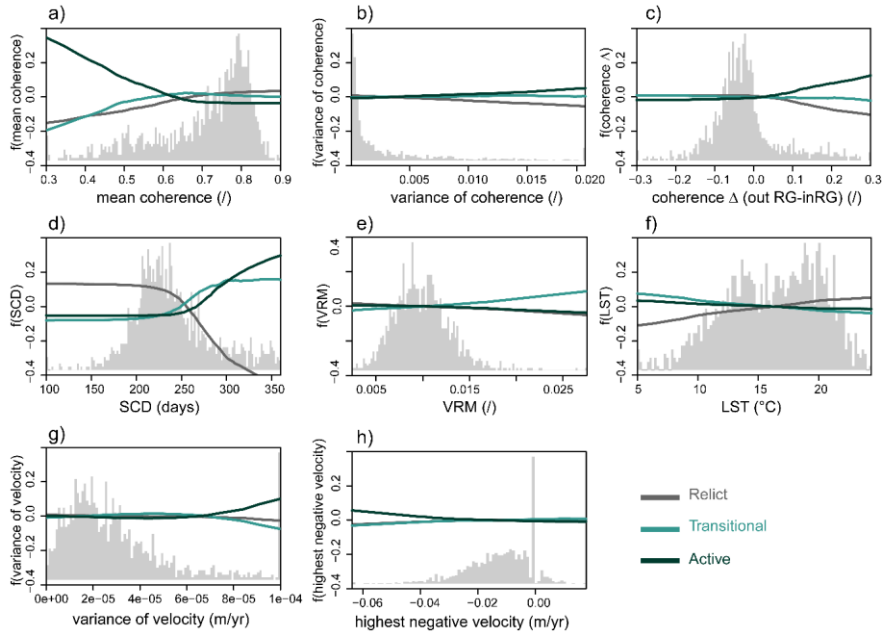 a)
f(mean coherence)
0.2
0.0
−0.2
−0.4
0.3 0.4 0.5 0.6 0.7 0.8 0.9
mean coherence (/)
b)
f(variance of coherence)
0.2
0.0
−0.2
−0.4
0.005 0.010 0.015 0.020
variance of coherence (/)
c)
f(coherence Δ)
0.2
0.0
−0.2
−0.4
−0.3 −0.2 −0.1 0.0 0.1 0.2 0.3
coherence Δ (out RG-inRG) (/)
d)
f(SCD)
0.2
0.0
−0.2
−0.4
100 150 200 250 300 350
SCD (days)
e)
f(VRM)
0.4
0.2
0.0
−0.2
−0.4
0.005 0.015 0.025
VRM (/)
f)
f(LST)
0.2
0.0
−0.2
−0.4
5 10 15 20
LST (°C)
g)
f(variance of velocity)
0.2
0.0
−0.2
−0.4
0e+00 2e−05 4e−05 6e−05 8e−05 1e−04
variance of velocity (m/yr)
h)
f(highest negative velocity)
0.2
0.0
−0.2
−0.4
−0.06 −0.04 −0.02 0.00
highest negative velocity (m/yr)
Relict
Transitional
Active